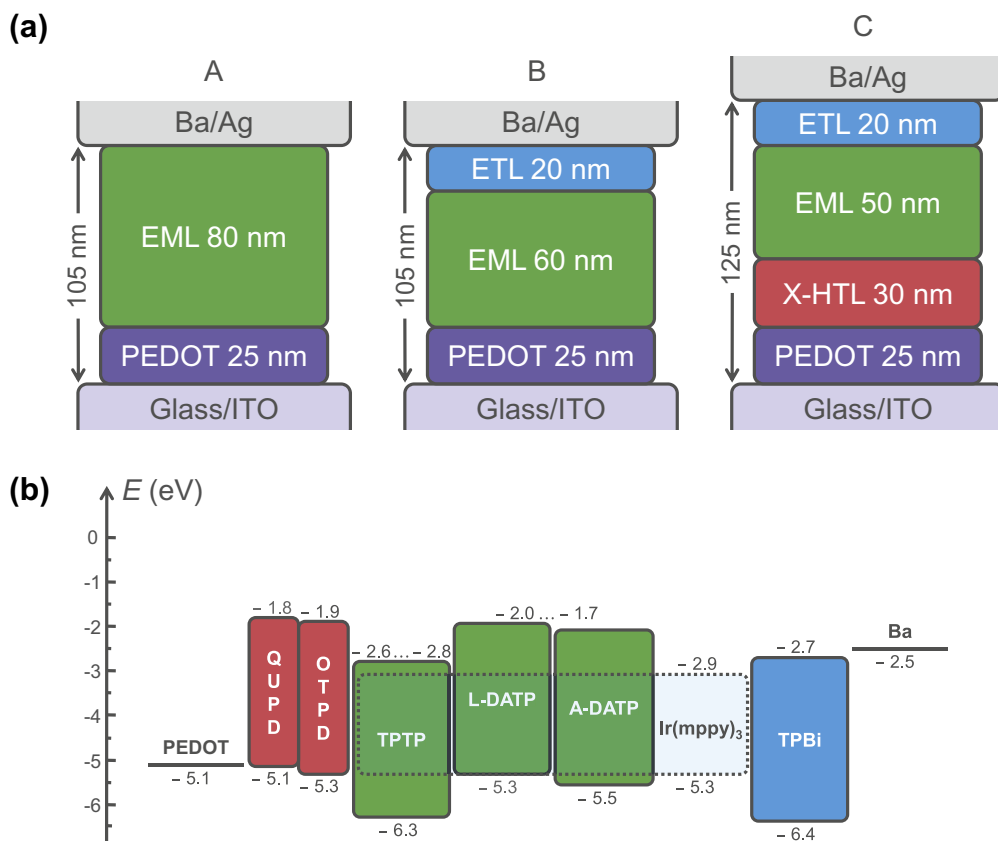 (a)
A
B
C
Ba/Ag
Ba/Ag
Ba/Ag
EML 80 nm
PEDOT 25 nm
Glass/ITO
105 nm
ETL 20 nm
EML 60 nm
PEDOT 25 nm
Glass/ITO
105 nm
ETL 20 nm
EML 50 nm
X-HTL 30 nm
PEDOT 25 nm
Glass/ITO
125 nm
(b)
E (eV)
0
-1
-2
-3
-4
-5
-6
PEDOT
– 5.1
– 1.8
QUPD
– 5.1
– 1.9
OTPD
– 5.3
– 2.6 … – 2.8
TPTP
– 6.3
– 2.0 … – 1.7
L-DATP
– 5.3
A-DATP
– 5.5
– 2.9
Ir(mppy)3
– 5.3
– 2.7
TPBi
– 6.4
Ba
– 2.5